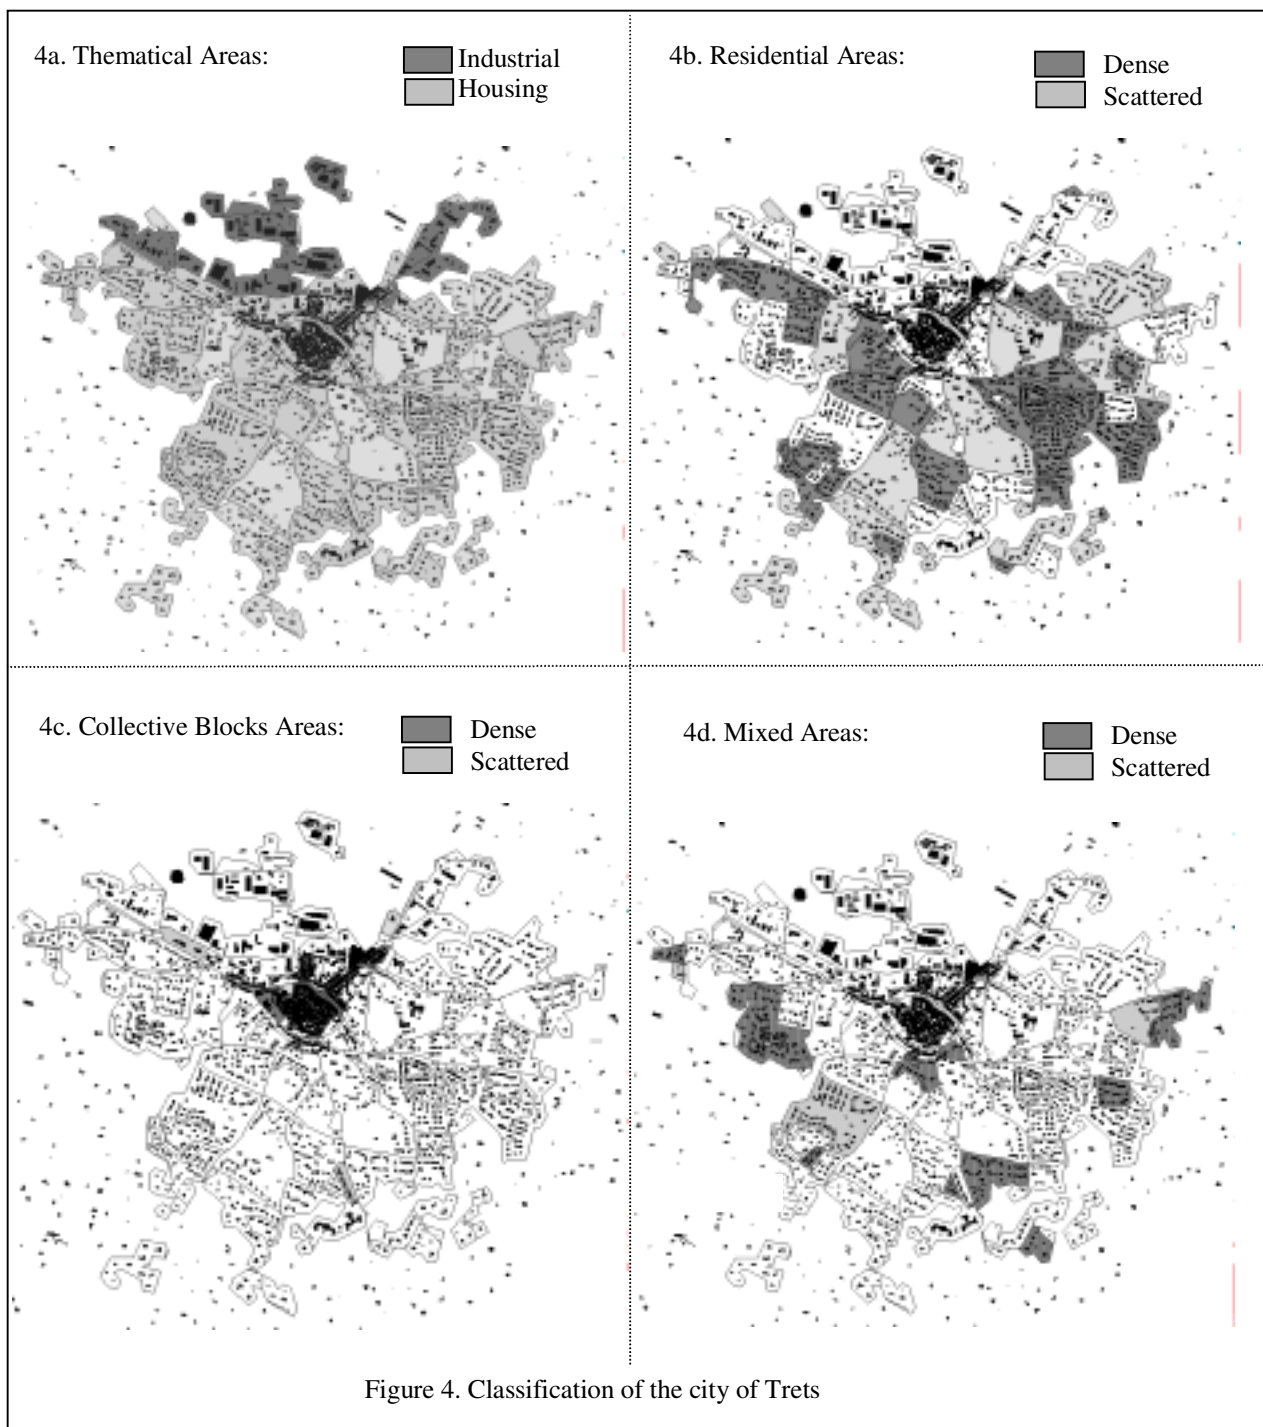 4a. Thematical Areas:
Industrial
Housing
4b. Residential Areas:
Dense
Scattered
4c. Collective Blocks Areas:
Dense
Scattered
4d. Mixed Areas:
Dense
Scattered
Figure 4. Classification of the city of Trets